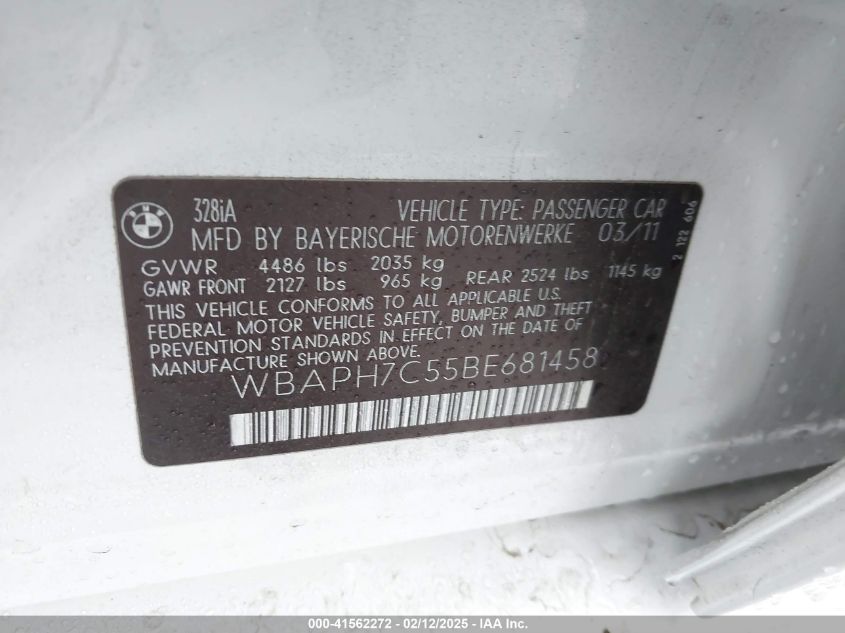 BMW
328iA VEHICLE TYPE: PASSENGER CAR
MFD BY BAYERISCHE MOTORENWERKE 03/11
GVWR 4486 lbs 2035 kg
GAWR FRONT 2127 lbs 965 kg REAR 2524 lbs 1145 kg
THIS VEHICLE CONFORMS TO ALL APPLICABLE U.S.
FEDERAL MOTOR VEHICLE SAFETY, BUMPER AND THEFT
PREVENTION STANDARDS IN EFFECT ON THE DATE OF
MANUFACTURE SHOWN ABOVE.
WBAPH7C55BE681458
2 122 606
000-41562272 - 02/12/2025 - IAA Inc.